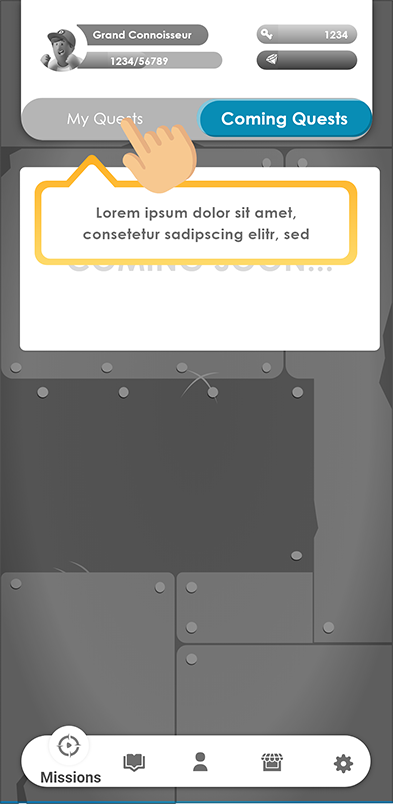 Grand Connoisseur
1234
1234/56789
My Quests
Coming Quests
Lorem ipsum dolor sit amet,
consetetur sadipscing elitr, sed
COMING SOON...
Missions